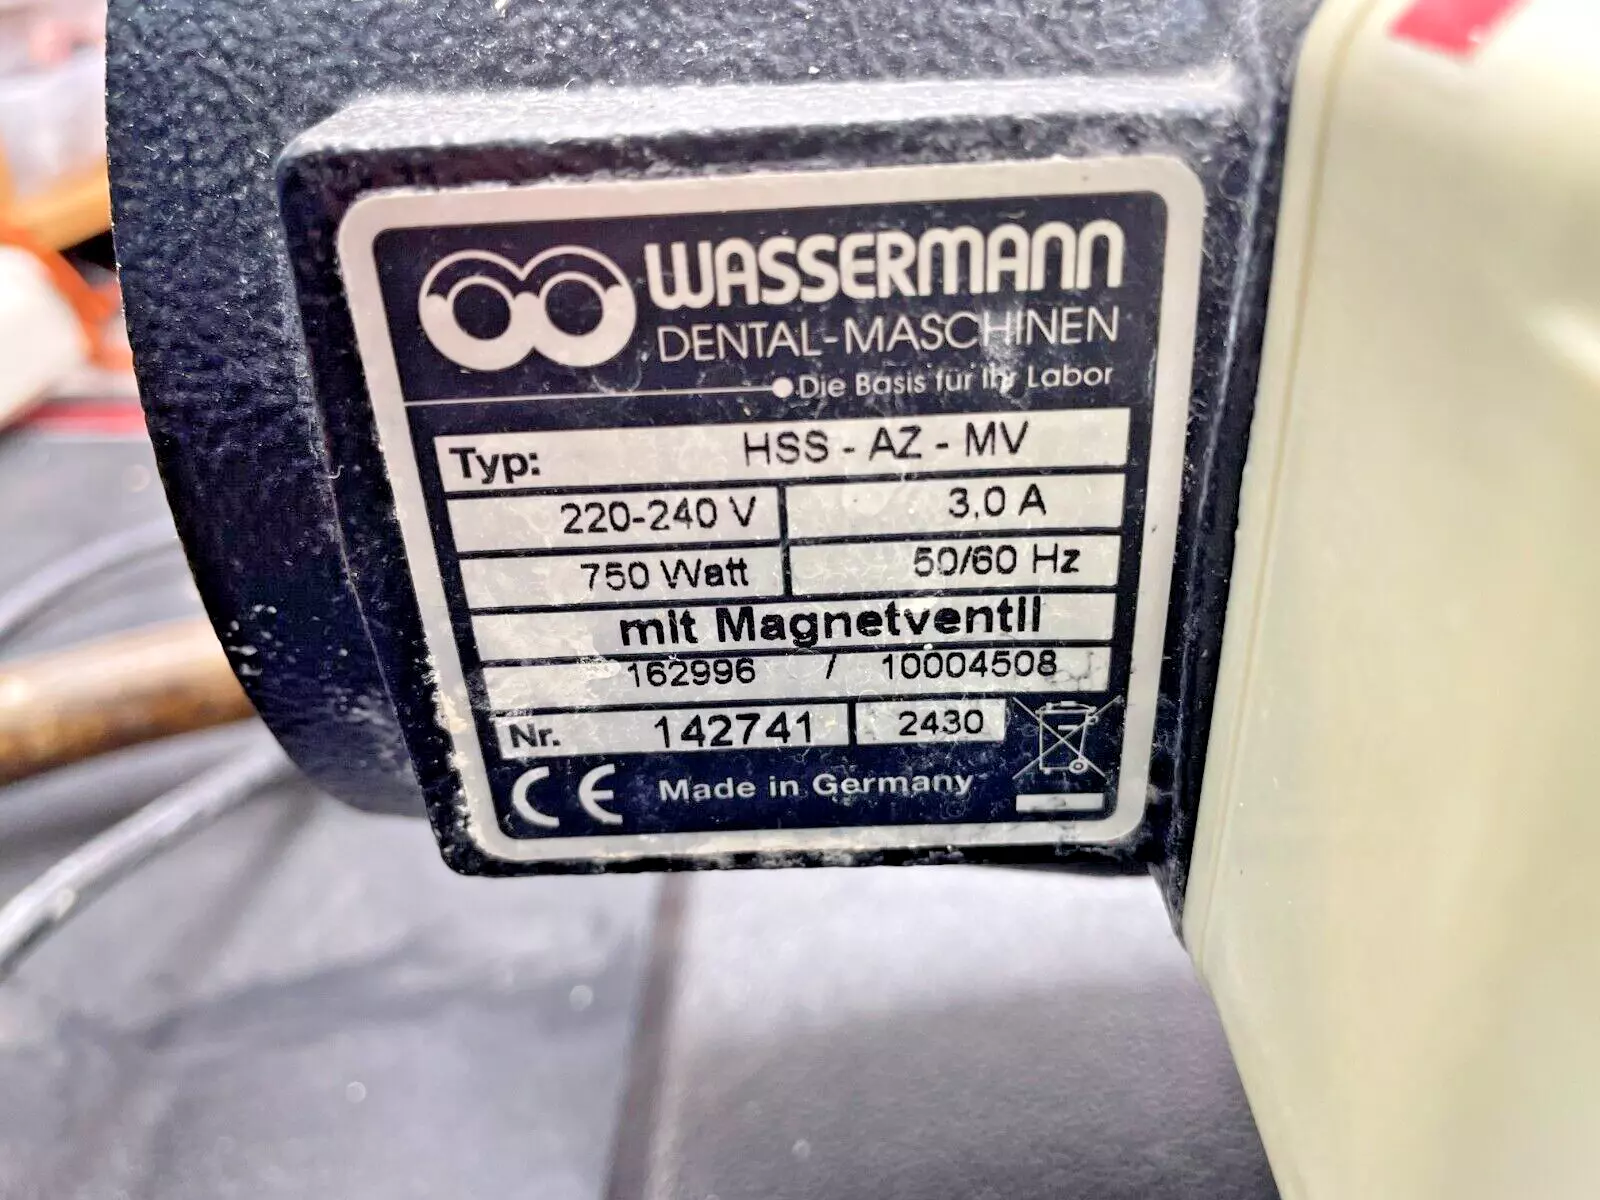 WASSERMANN
DENTAL-MASCHINEN
Die Basis für Ihr Labor
Typ: HSS - AZ - MV
220-240 V 3,0 A
750 Watt 50/60 Hz
mit Magnetventil
162996 / 10004508
Nr. 142741 2430
CE Made in Germany